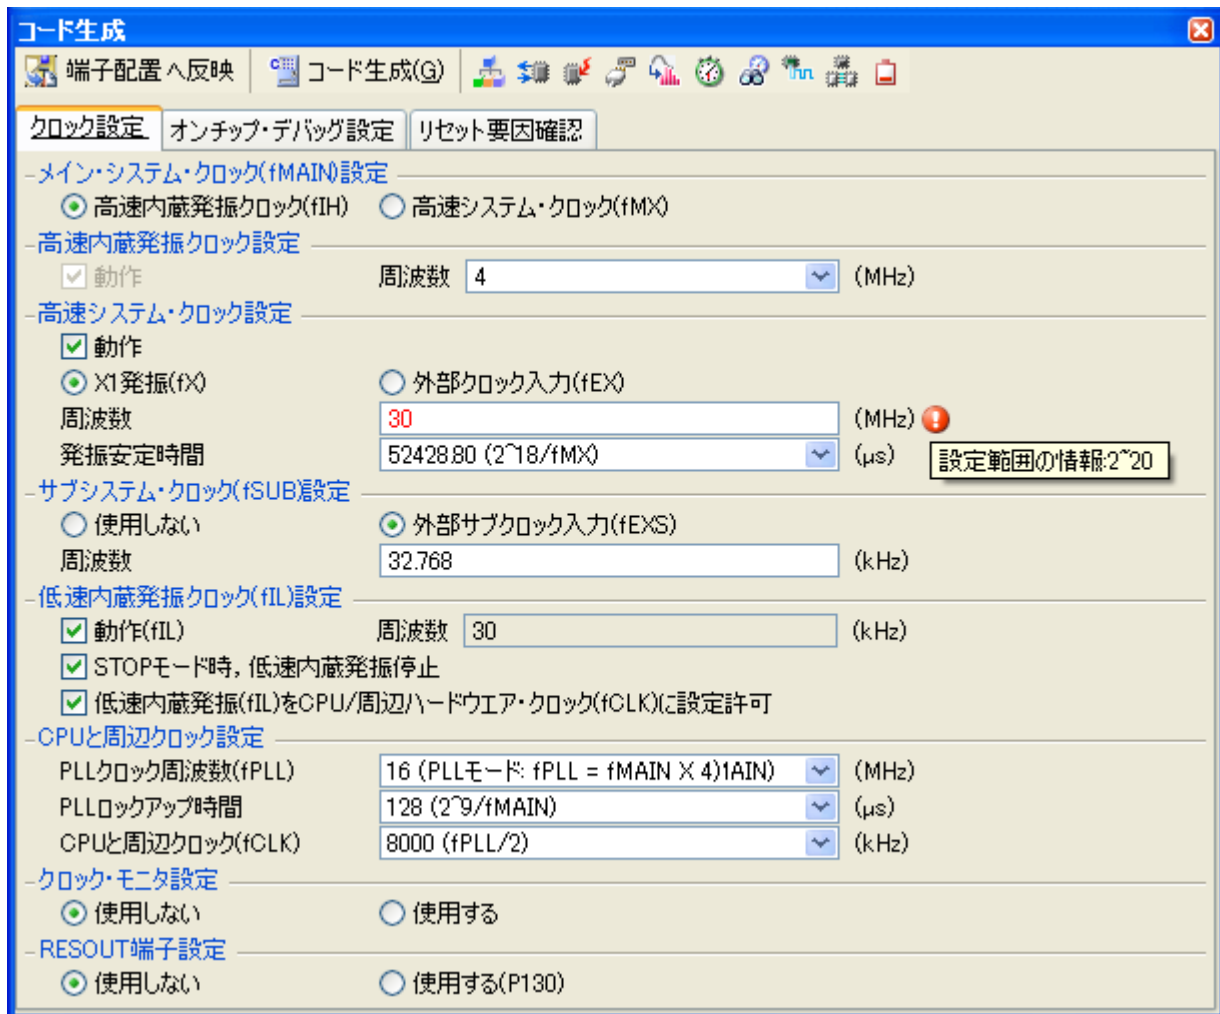 コード生成
端子配置へ反映 コード生成(G)
クロック設定 オンチップ・デバッグ設定 リセット要因確認
メイン・システム・クロック(fMAIN)設定
高速内蔵発振クロック(fIH) 高速システム・クロック(fMX)
高速内蔵発振クロック設定
動作 周波数 4 (MHz)
高速システム・クロック設定
動作
X1発振(fX) 外部クロック入力(fEX)
周波数 30 (MHz)
発振安定時間 52428.80 (2^18/fMX) (μs)
設定範囲の情報:2~20
サブシステム・クロック(fSUB)設定
使用しない 外部サブクロック入力(fEXS)
周波数 32.768 (kHz)
低速内蔵発振クロック(fIL)設定
動作(fIL) 周波数 30 (kHz)
STOPモード時, 低速内蔵発振停止
低速内蔵発振(fIL)をCPU/周辺ハードウエア・クロック(fCLK)に設定許可
CPUと周辺クロック設定
PLLクロック周波数(fPLL) 16 (PLLモード: fPLL = fMAIN X 4)1AIN) (MHz)
PLLロックアップ時間 128 (2^9/fMAIN) (μs)
CPUと周辺クロック(fCLK) 8000 (fPLL/2) (kHz)
クロック・モニタ設定
使用しない 使用する
RESOUT端子設定
使用しない 使用する(P130)